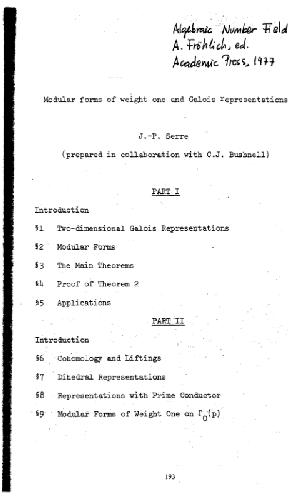 Algebraic Number Field
A. Fröhlich, ed.
Academic Press, 1977
Modular forms of weight one and Galois Representations
J.-P. Serre
(prepared in collaboration with C.J. Bushnell)
PART I
Introduction
§1 Two-dimensional Galois Representations
§2 Modular Forms
§3 The Main Theorems
§4 Proof of Theorem 2
§5 Applications
PART II
Introduction
§6 Cohomology and Liftings
§7 Dihedral Representations
§8 Representations with Prime Conductor
§9 Modular Forms of Weight One on Γ₀(p)
193